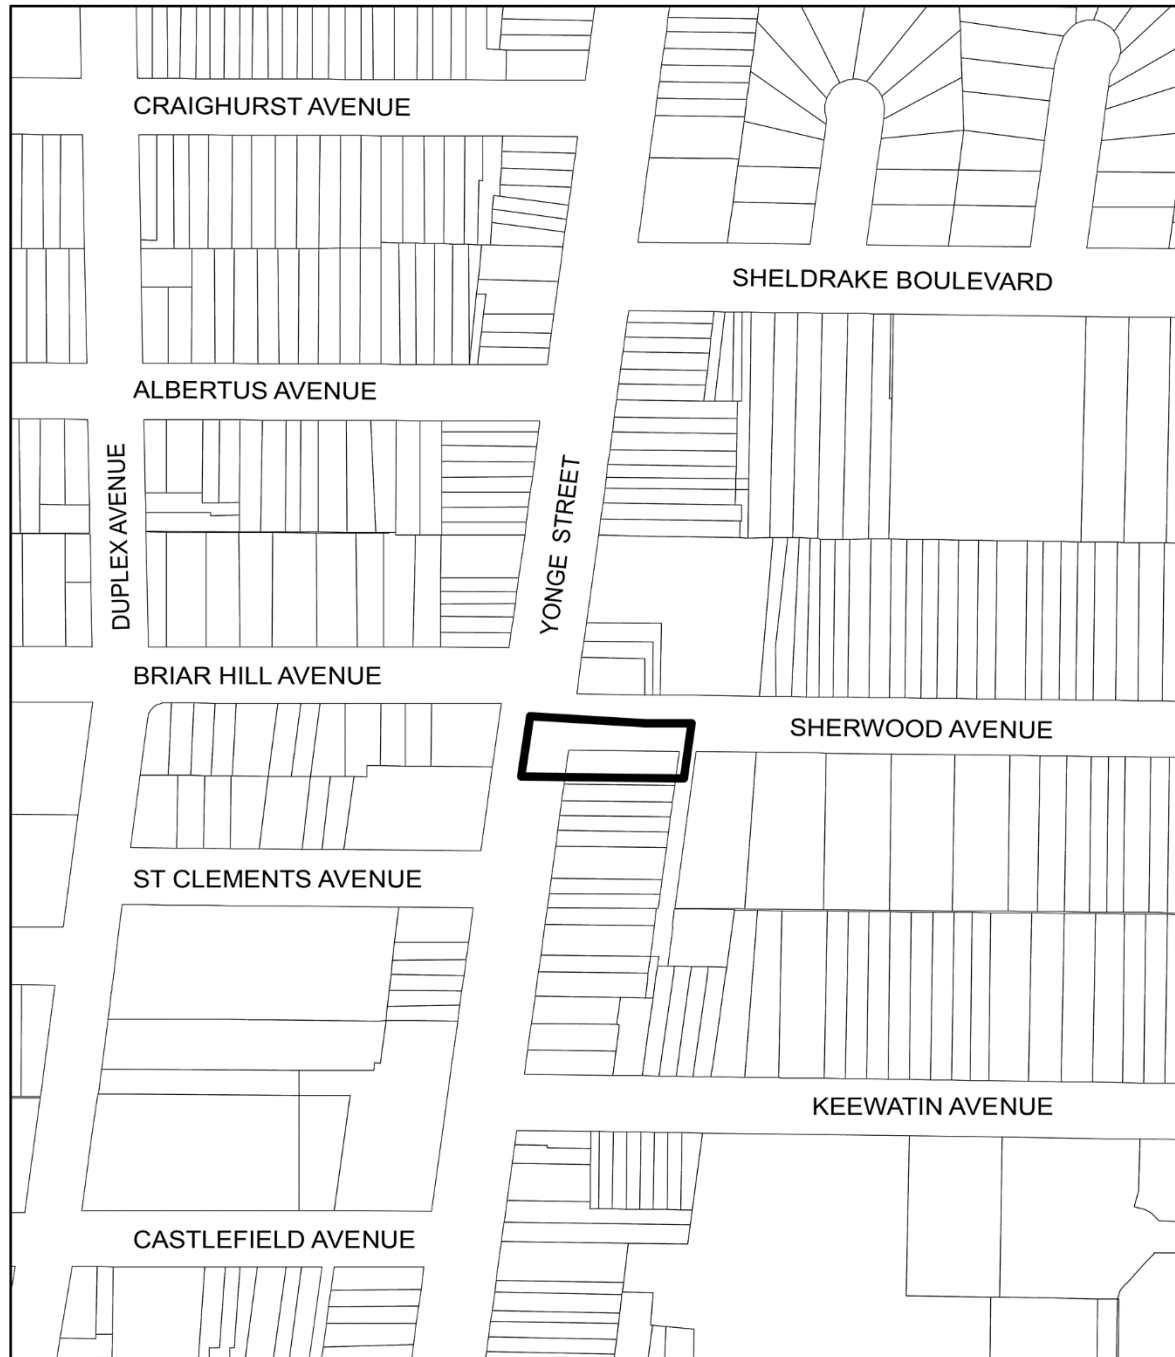 CRAIGHURST AVENUE
SHELDRAKE BOULEVARD
ALBERTUS AVENUE
DUPLEX AVENUE
YONGE STREET
BRIAR HILL AVENUE
SHERWOOD AVENUE
ST CLEMENTS AVENUE
KEEWATIN AVENUE
CASTLEFIELD AVENUE